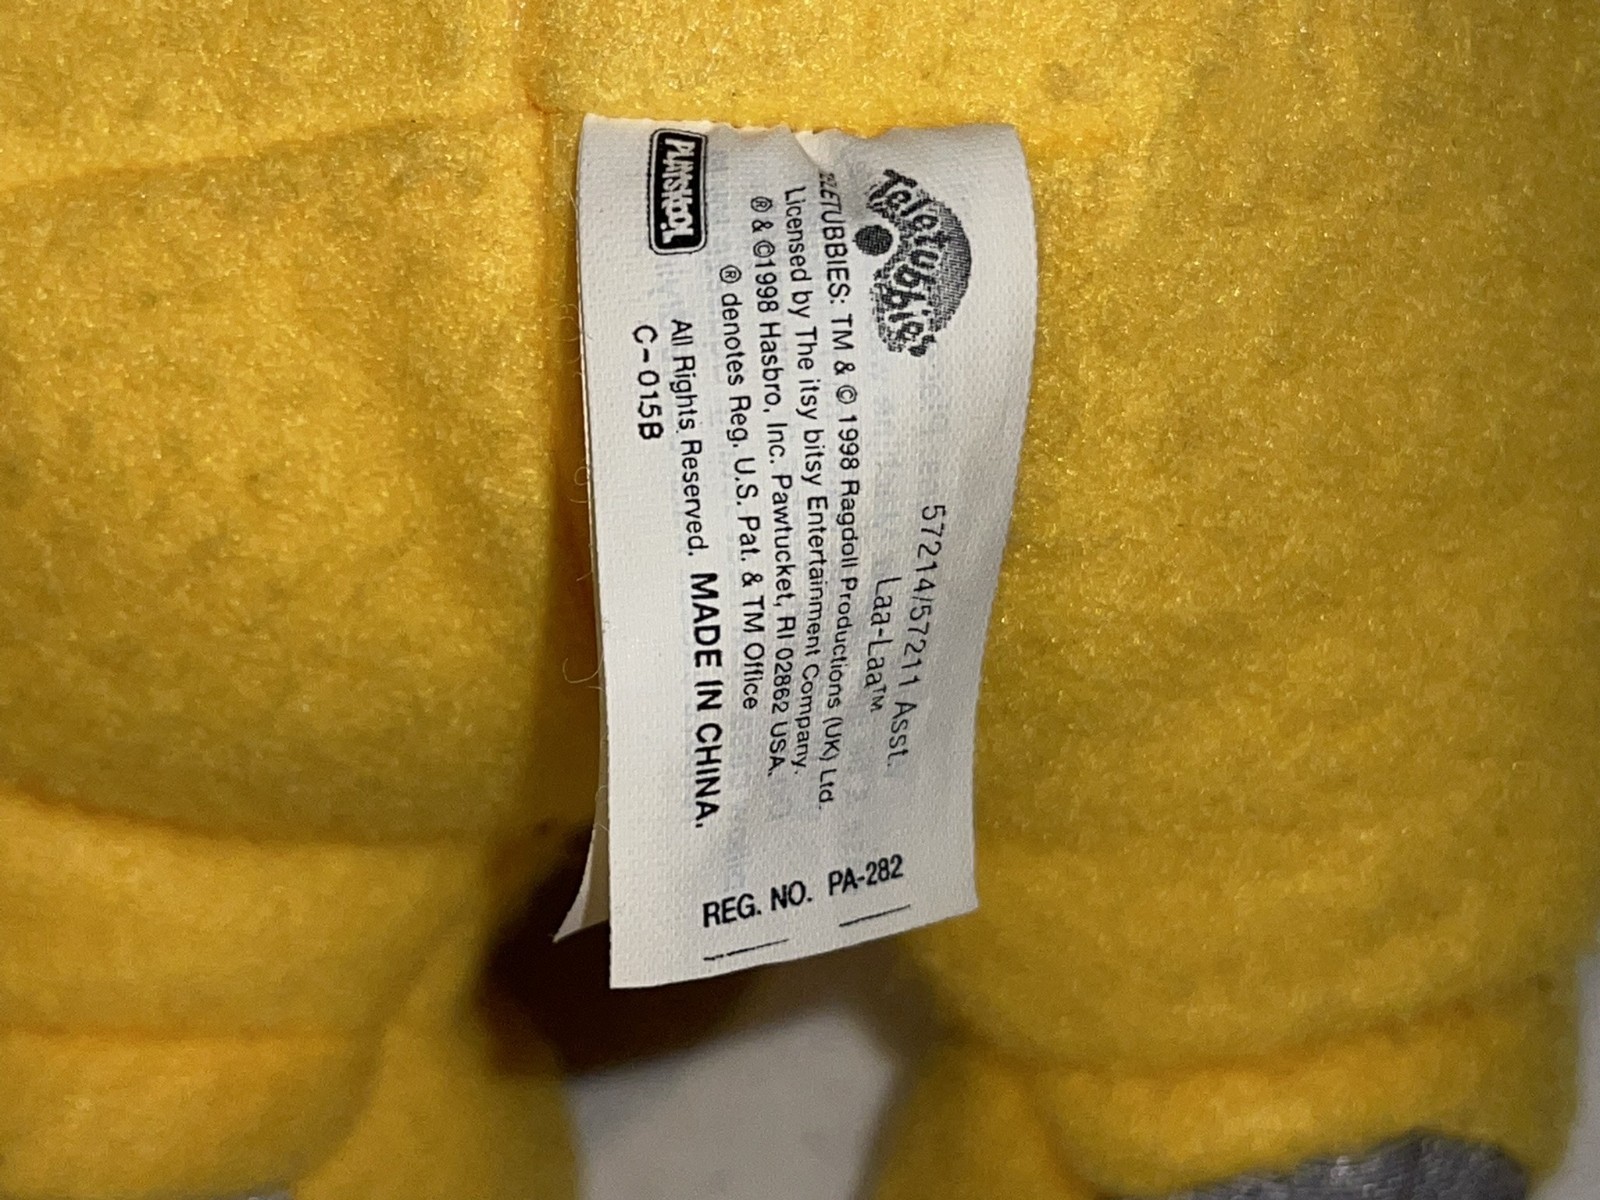 Teletubbies
57214/57211 Asst.
Laa-Laa™
TELETUBBIES: TM & © 1998 Ragdoll Productions (UK) Ltd.
Licensed by The itsy bitsy Entertainment Company.
® & ©1998 Hasbro, Inc. Pawtucket, RI 02862 USA.
® denotes Reg. U.S. Pat. & TM Office
PLAYSKOOL
All Rights Reserved. MADE IN CHINA.
C-015B
REG. NO. PA-282